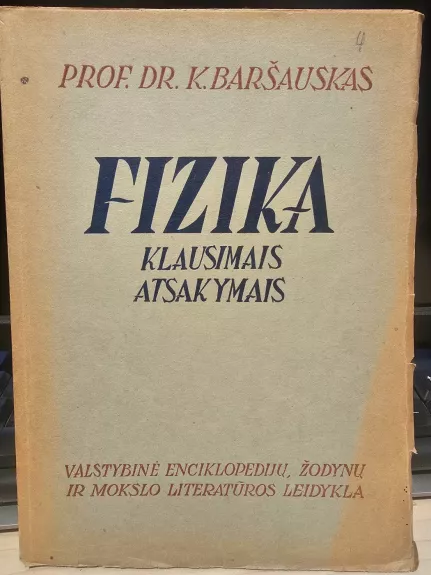 4
PROF. DR. K. BARŠAUSKAS
FIZIKA
KLAUSIMAIS
ATSAKYMAIS
VALSTYBINĖ ENCIKLOPEDIJŲ, ŽODYNŲ
IR MOKSLO LITERATŪROS LEIDYKLA